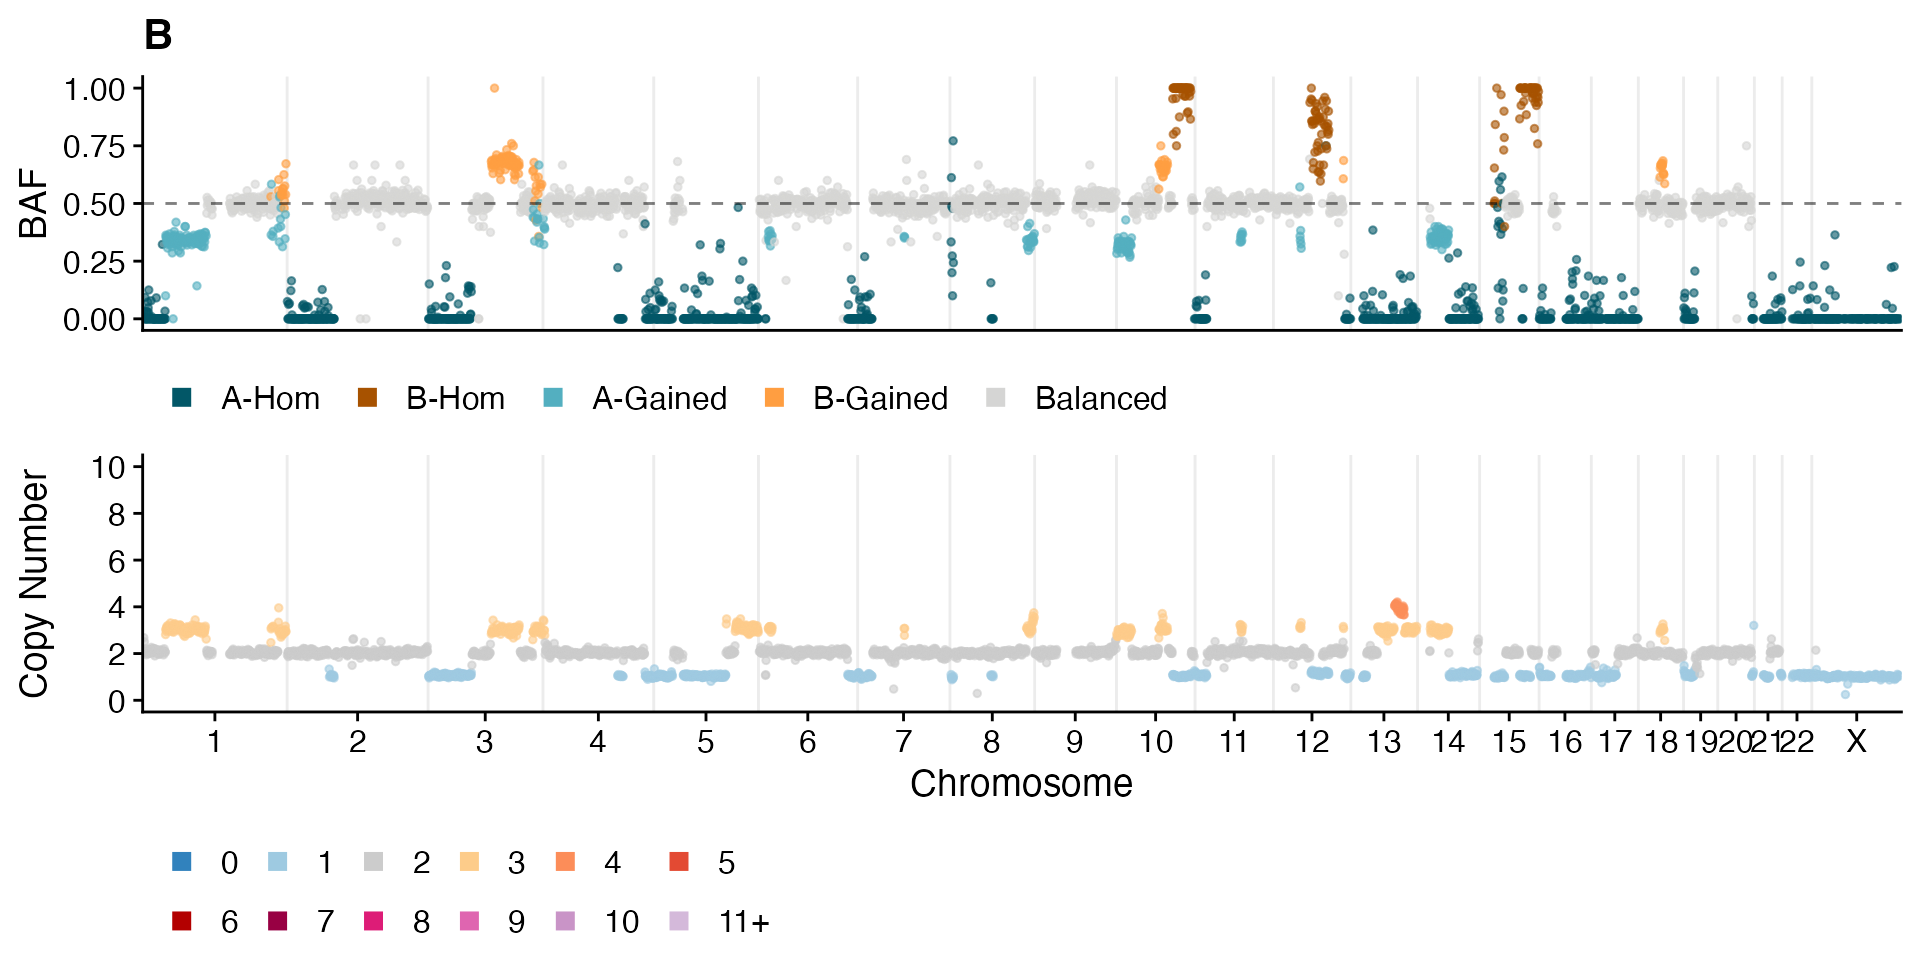 B
1.00
0.75
0.50
0.25
0.00
BAF
A-Hom B-Hom A-Gained B-Gained Balanced
10
8
6
4
2
0
Copy Number
1 2 3 4 5 6 7 8 9 10 11 12 13 14 15 16 17 18 19 20 21 22 X
Chromosome
0 1 2 3 4 5
6 7 8 9 10 11+